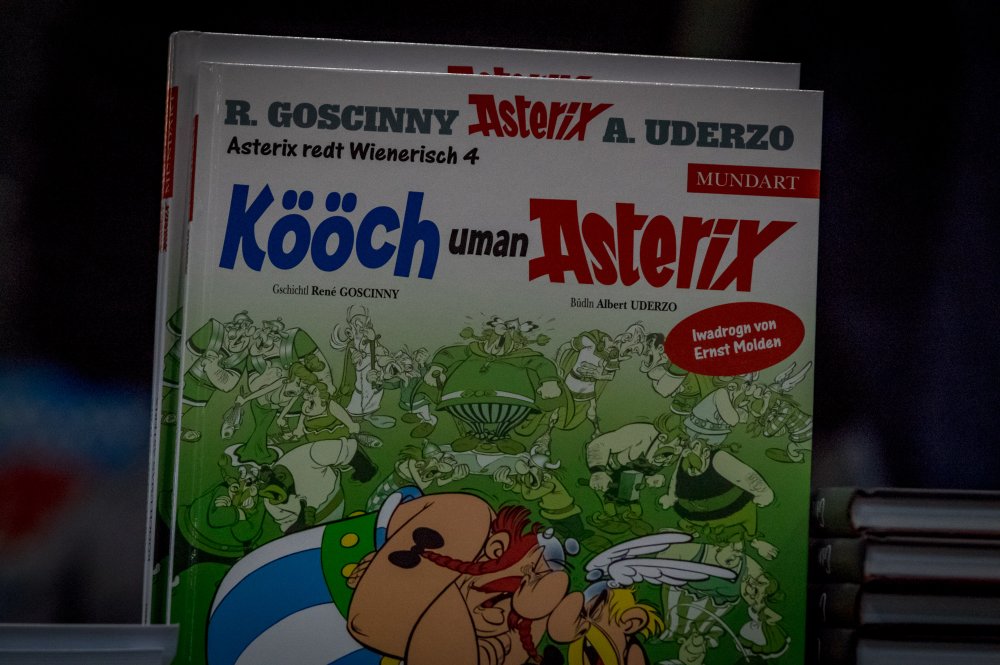 Asterix
R. GOSCINNY Asterix A. UDERZO
Asterix redt Wienerisch 4
MUNDART
Kööch uman Asterix
Gschichtl René GOSCINNY
Büdln Albert UDERZO
Iwadrogn von
Ernst Molden